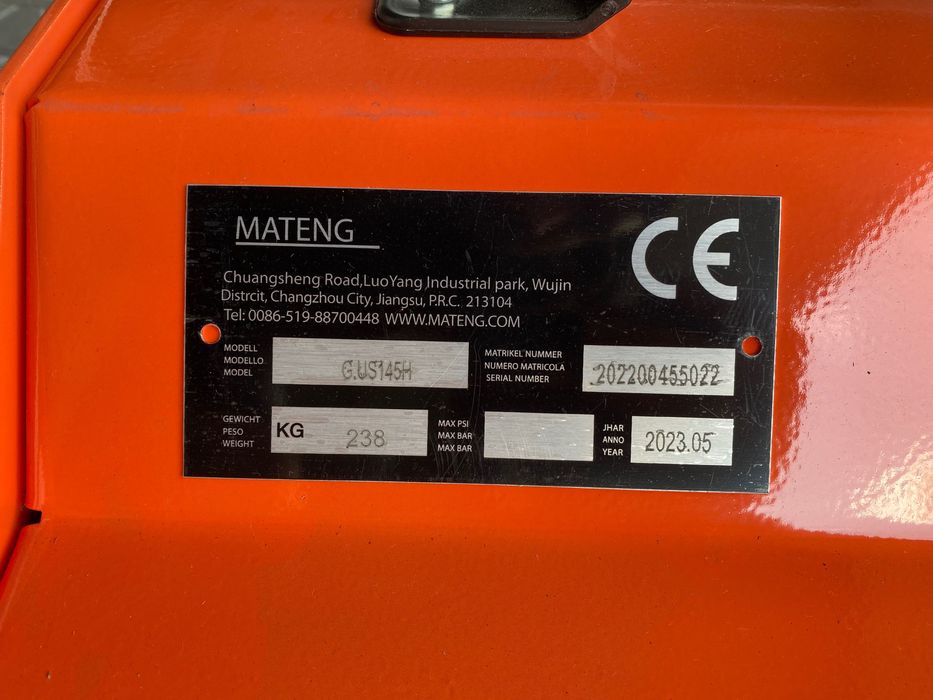 MATENG
CE
Chuangsheng Road,LuoYang Industrial park, Wujin
Distrcit, Changzhou City, Jiangsu, P.R.C. 213104
Tel: 0086-519-88700448 WWW.MATENG.COM
MODELL
MODELLO
MODEL
G.US145H
MATRIKEL NUMMER
NUMERO MATRICOLA
SERIAL NUMBER
202200455022
GEWICHT
PESO
WEIGHT
KG 238
MAX PSI
MAX BAR
MAX BAR
JHAR
ANNO
YEAR
2023.05